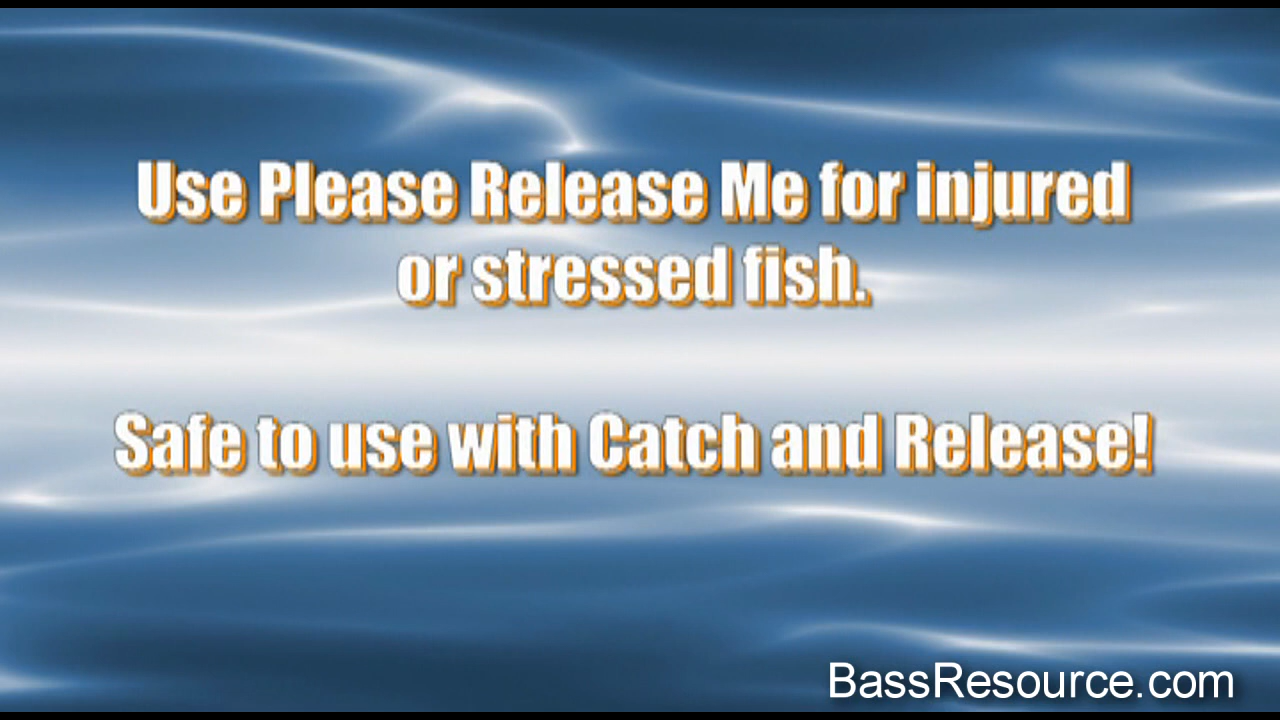 Use Please Release Me for injured
or stressed fish.
Safe to use with Catch and Release!
BassResource.com